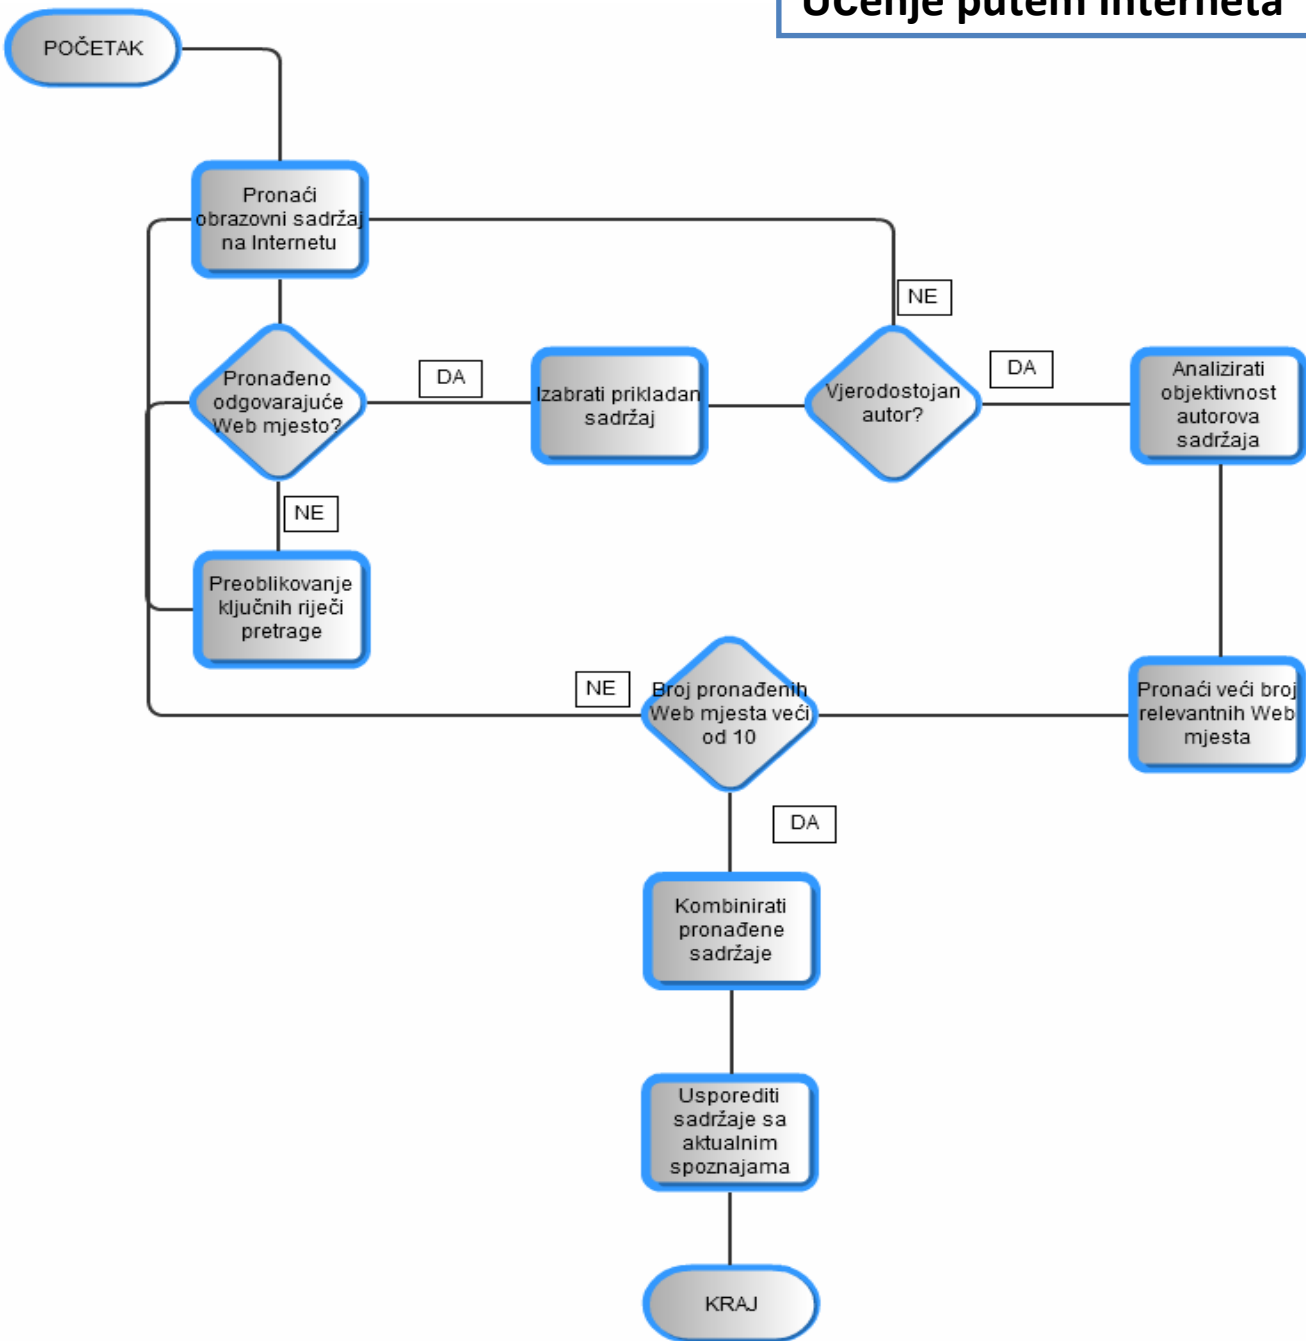 Učenje putem Interneta
POČETAK
Pronaći
obrazovni sadržaj
na Internetu
NE
Pronađeno
odgovarajuće
Web mjesto?
DA
Izabrati prikladan
sadržaj
Vjerodostojan
autor?
DA
Analizirati
objektivnost
autorova
sadržaja
NE
Preoblikovanje
ključnih riječi
pretrage
NE
Broj pronađenih
Web mjesta veći
od 10
Pronaći veći broj
relevantnih Web
mjesta
DA
Kombinirati
pronađene
sadržaje
Usporediti
sadržaje sa
aktualnim
spoznajama
KRAJ